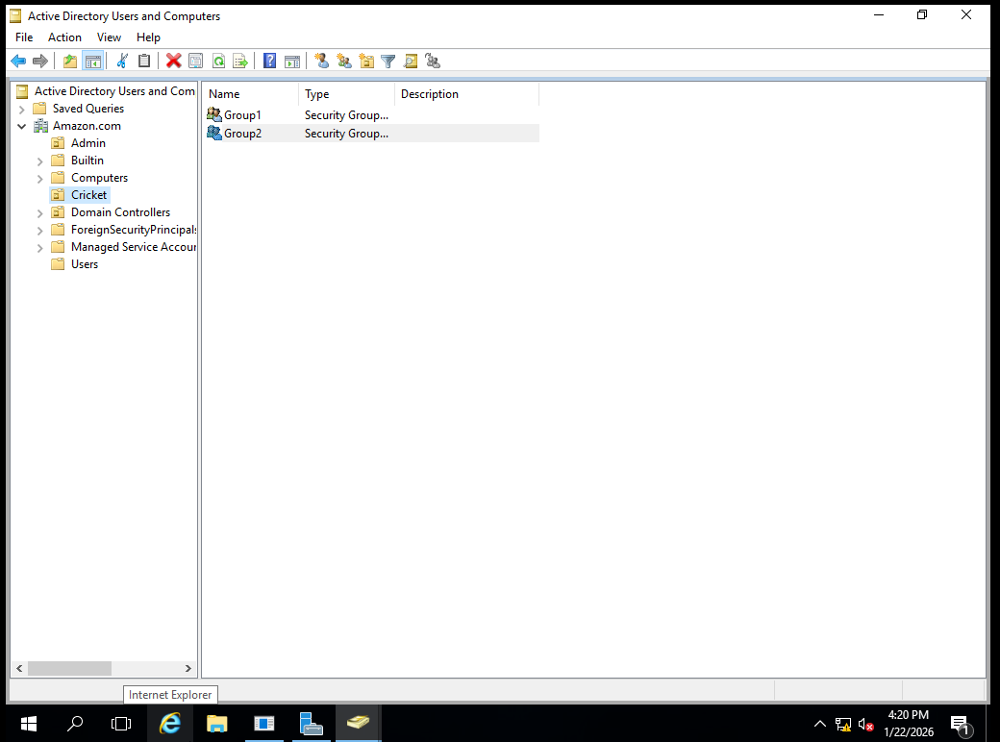 Active Directory Users and Computers
File Action View Help
Active Directory Users and Com
Saved Queries
Amazon.com
Admin
Builtin
Computers
Cricket
Domain Controllers
ForeignSecurityPrincipals
Managed Service Accour
Users
Name Type Description
Group1 Security Group...
Group2 Security Group...
Internet Explorer
4:20 PM
1/22/2026
1